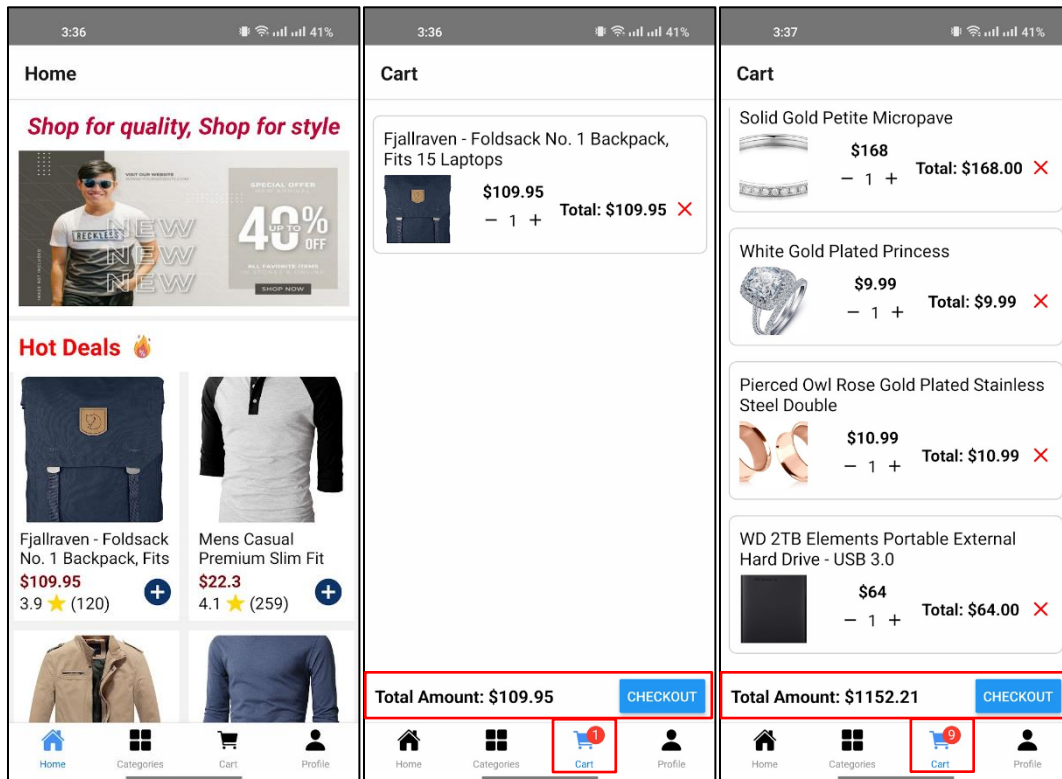 3:36
41%
Home
Shop for quality, Shop for style
VISIT OUR WEBSITE
RECKLESS
NEW
NEW
NEW
SPECIAL OFFER
UP TO
40%
OFF
ALL FAVORITE ITEMS
IN STORES & ONLINE
SHOP NOW
Hot Deals
Fjallraven - Foldsack
No. 1 Backpack, Fits
$109.95
3.9 (120)
Mens Casual
Premium Slim Fit
$22.3
4.1 (259)
Home
Categories
Cart
Profile
3:36
41%
Cart
Fjallraven - Foldsack No. 1 Backpack,
Fits 15 Laptops
$109.95
− 1 +
Total: $109.95
Total Amount: $109.95
CHECKOUT
1
Home
Categories
Cart
Profile
3:37
41%
Cart
Solid Gold Petite Micropave
$168
− 1 +
Total: $168.00
White Gold Plated Princess
$9.99
− 1 +
Total: $9.99
Pierced Owl Rose Gold Plated Stainless
Steel Double
$10.99
− 1 +
Total: $10.99
WD 2TB Elements Portable External
Hard Drive - USB 3.0
$64
− 1 +
Total: $64.00
Total Amount: $1152.21
CHECKOUT
9
Home
Categories
Cart
Profile